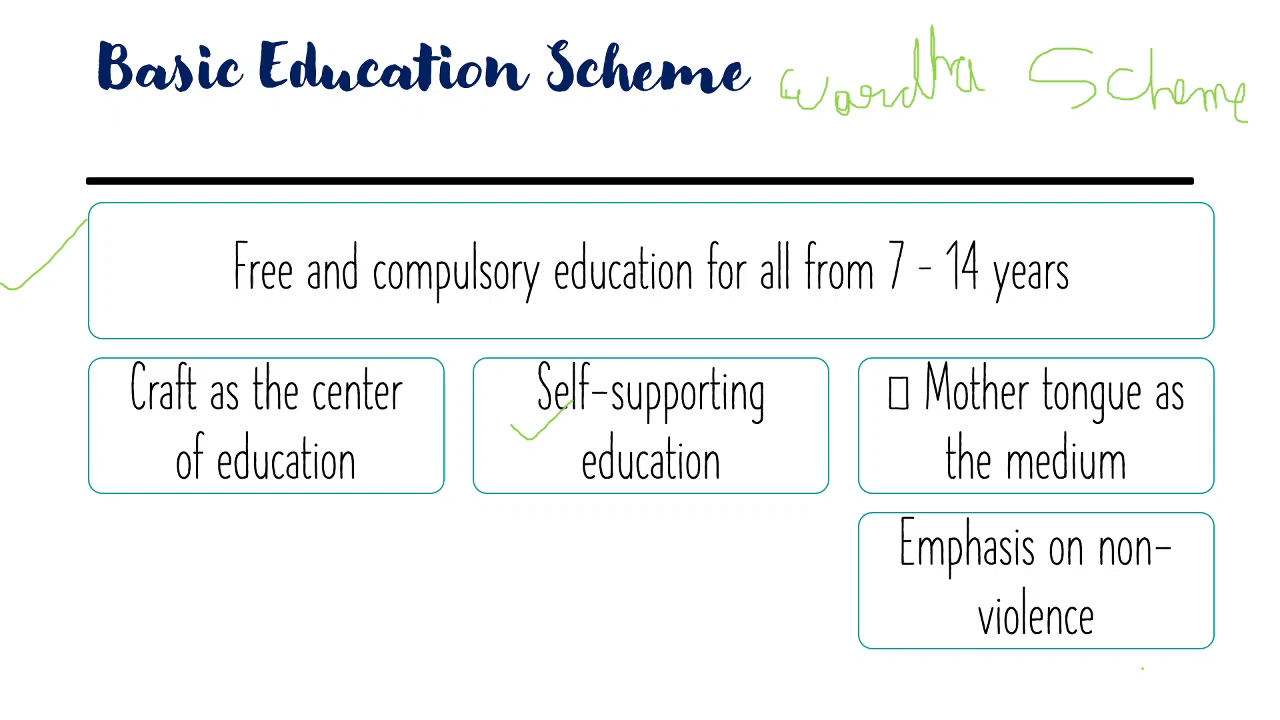 Basic Education Scheme wardha Scheme
Free and compulsory education for all from 7 - 14 years
Craft as the center
of education
Self-supporting
education
Mother tongue as
the medium
Emphasis on non-
violence